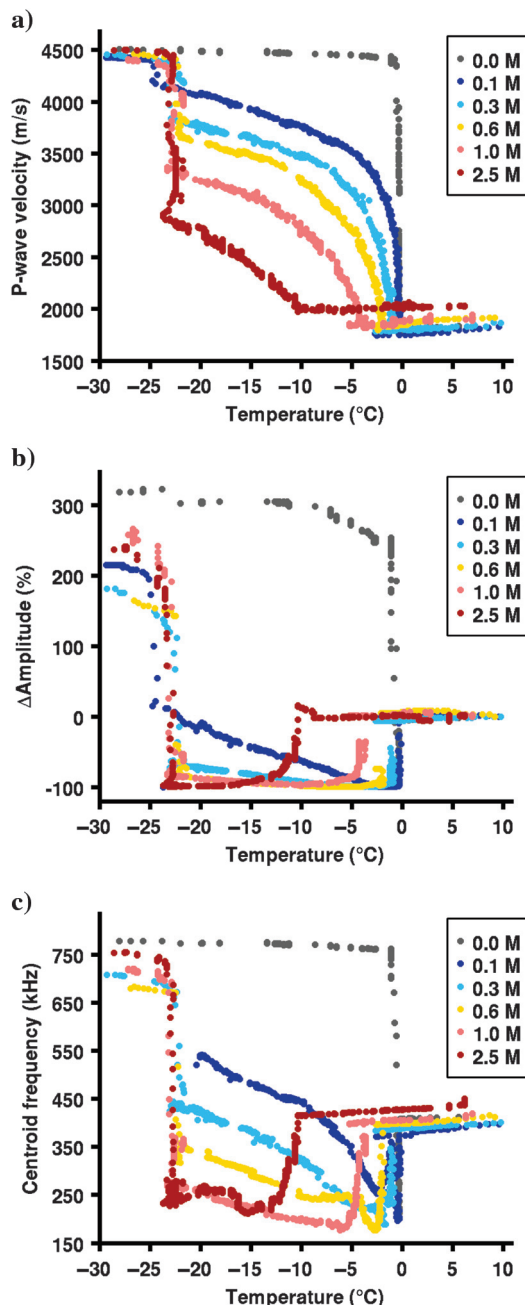 a)
P-wave velocity (m/s)
4500
4000
3500
3000
2500
2000
1500
−30 −25 −20 −15 −10 −5 0 5 10
Temperature (°C)
0.0 M
0.1 M
0.3 M
0.6 M
1.0 M
2.5 M
b)
ΔAmplitude (%)
300
200
100
0
-100
−30 −25 −20 −15 −10 −5 0 5 10
Temperature (°C)
0.0 M
0.1 M
0.3 M
0.6 M
1.0 M
2.5 M
c)
Centroid frequency (kHz)
750
650
550
450
350
250
150
−30 −25 −20 −15 −10 −5 0 5 10
Temperature (°C)
0.0 M
0.1 M
0.3 M
0.6 M
1.0 M
2.5 M